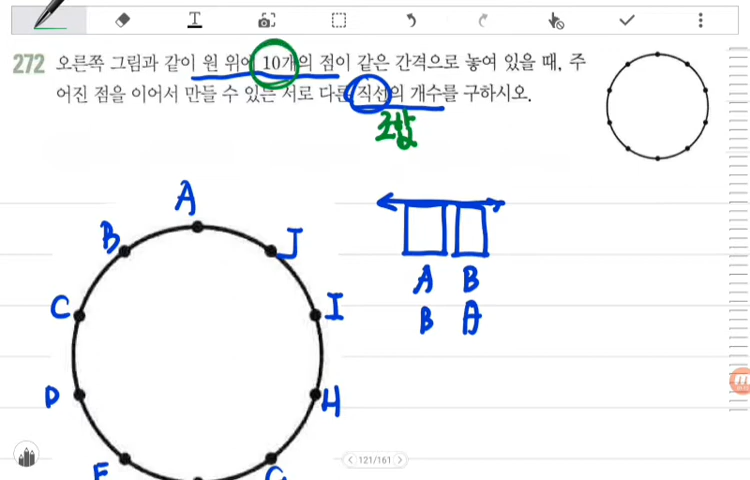 T
272 오른쪽 그림과 같이 원 위에 10개의 점이 같은 간격으로 놓여 있을 때, 주
어진 점을 이어서 만들 수 있는 서로 다른 직선의 개수를 구하시오.
조합
A
B J
C I
D H
E G
A B
B A
121/161